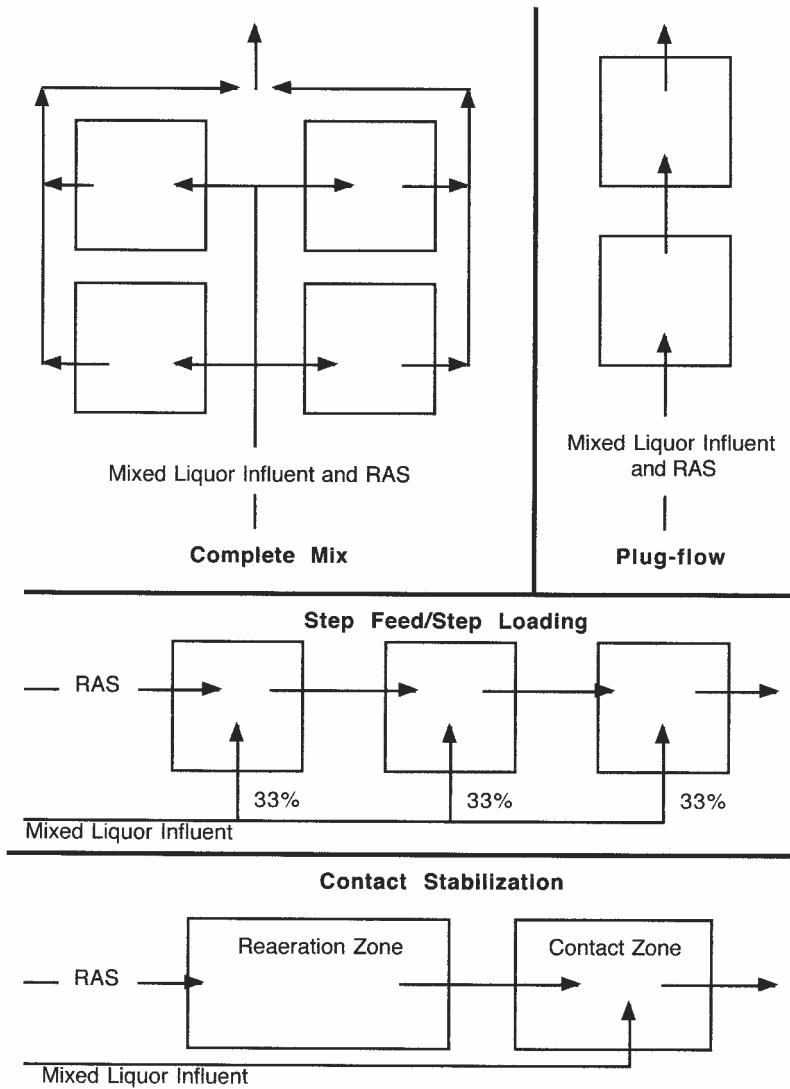 Mixed Liquor Influent and RAS
Complete Mix
Mixed Liquor Influent
and RAS
Plug-flow
Step Feed/Step Loading
RAS
33%
33%
33%
Mixed Liquor Influent
Contact Stabilization
Reaeration Zone
Contact Zone
RAS
Mixed Liquor Influent